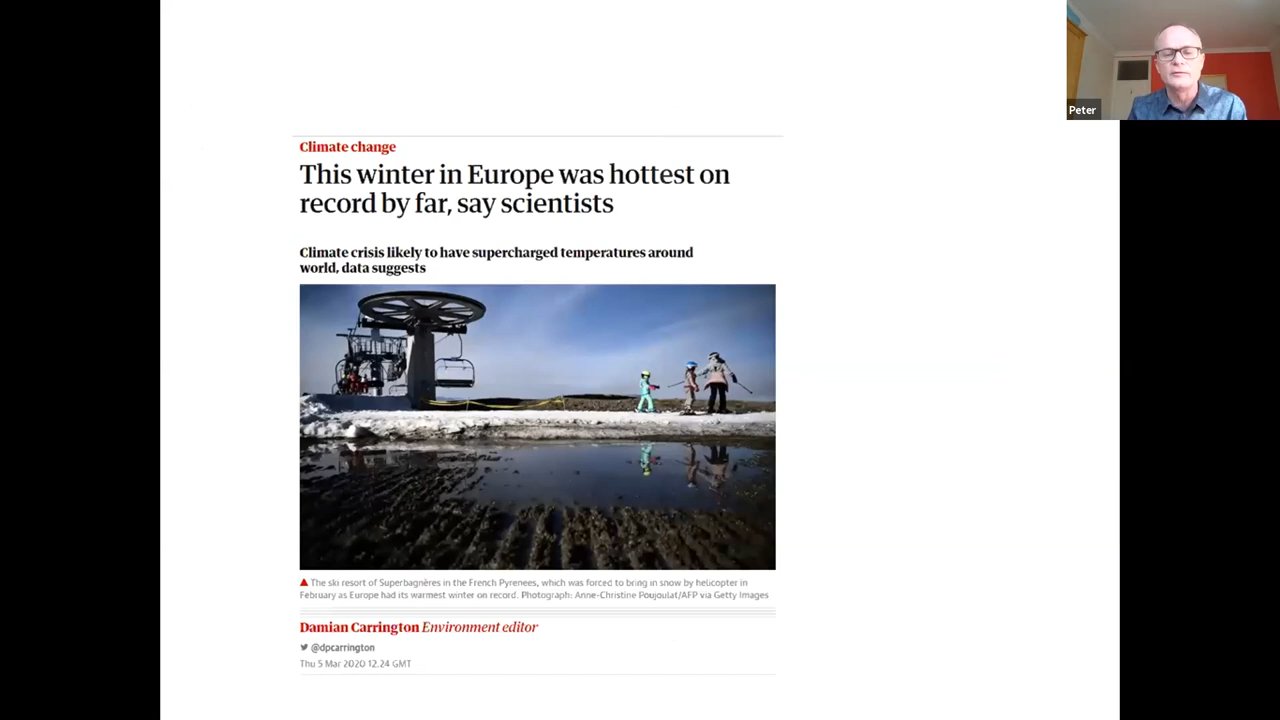 Peter
Climate change
This winter in Europe was hottest on
record by far, say scientists
Climate crisis likely to have supercharged temperatures around
world, data suggests
The ski resort of Superbagnères in the French Pyrenees, which was forced to bring in snow by helicopter in
February as Europe had its warmest winter on record. Photograph: Anne-Christine Poujoulat/AFP via Getty Images
Damian Carrington Environment editor
@dpcarrington
Thu 5 Mar 2020 12.24 GMT